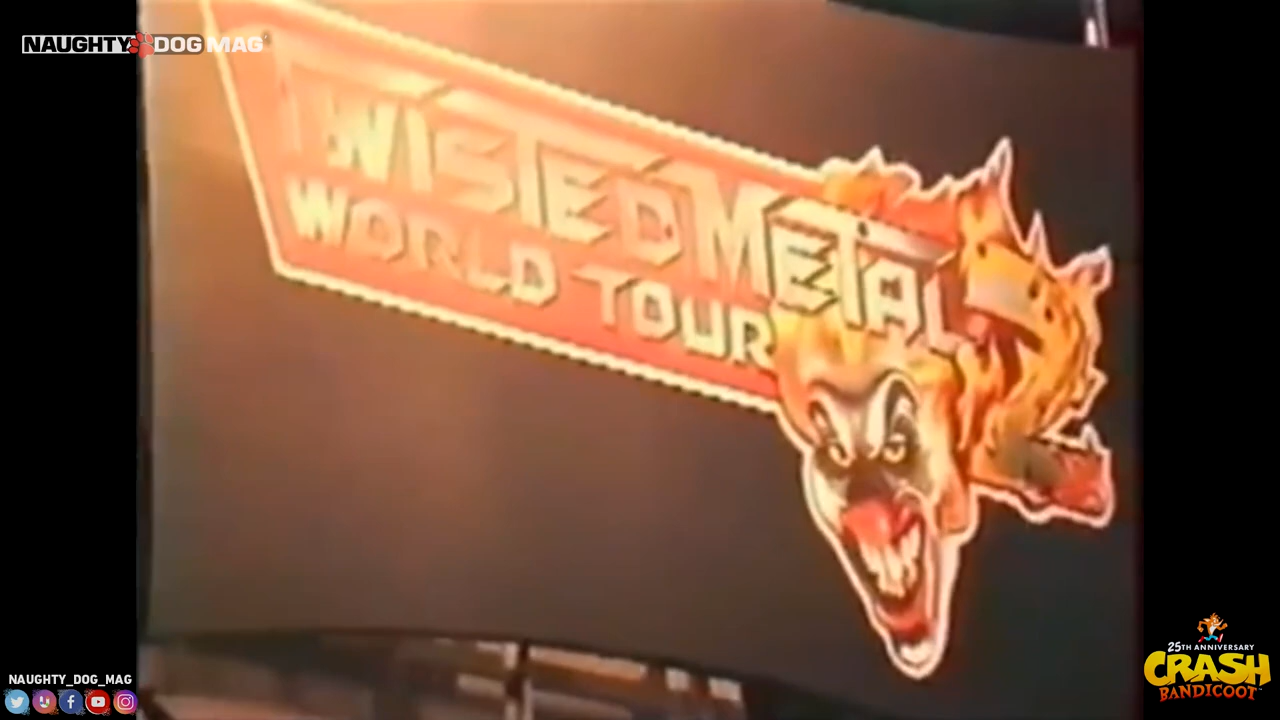 NAUGHTY DOG MAG
TWISTED METAL
WORLD TOUR
NAUGHTY_DOG_MAG
25TH ANNIVERSARY
CRASH
BANDICOOT